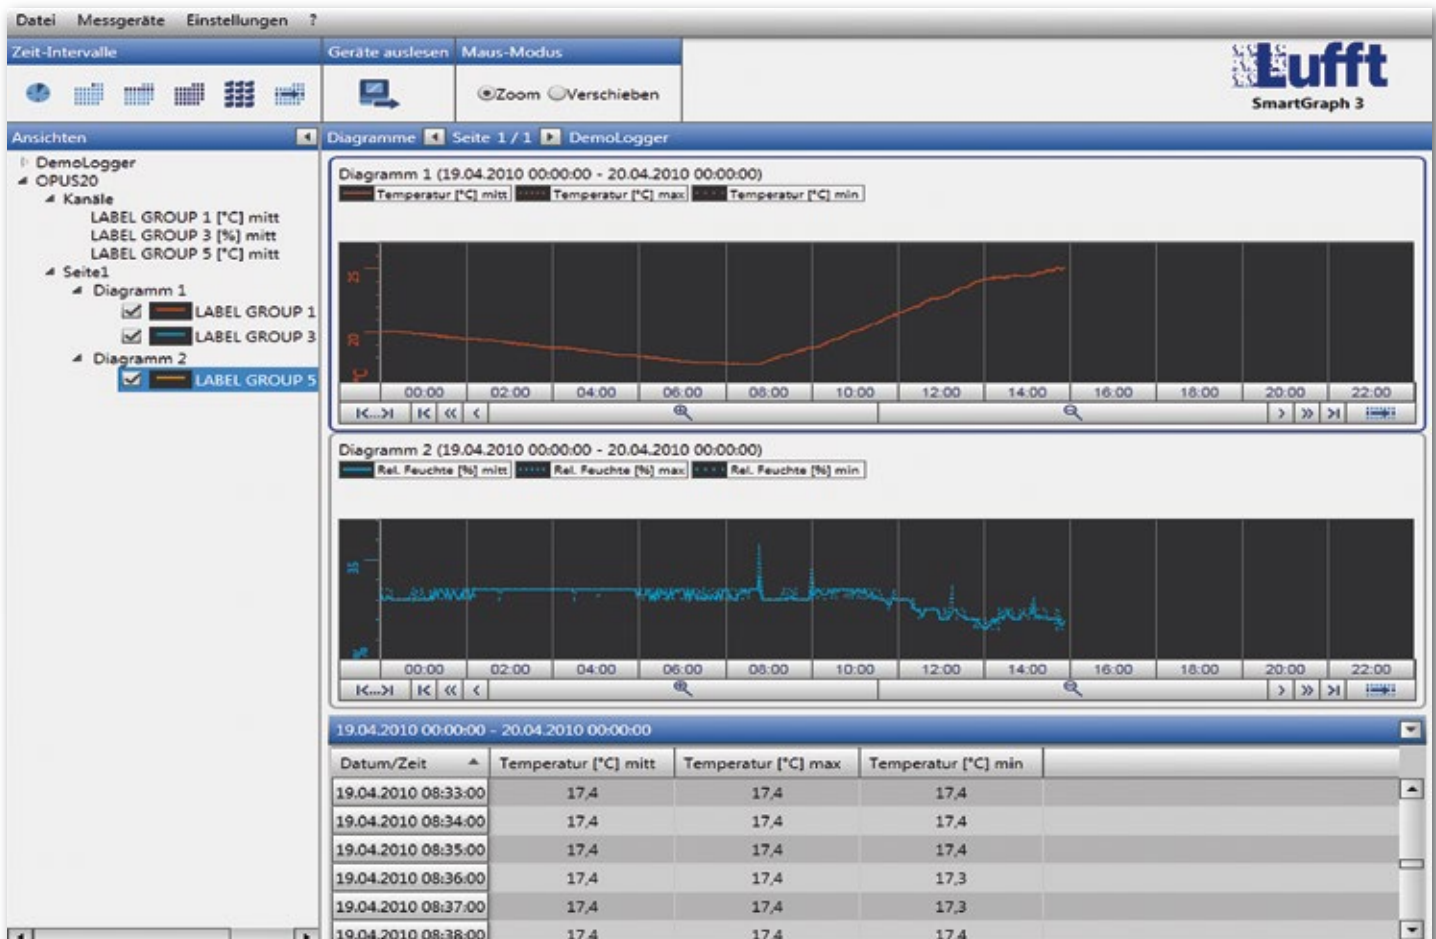 Datei Messgeräte Einstellungen ?
Zeit-Intervalle
Geräte auslesen
Maus-Modus
Zoom Verschieben
Lufft
SmartGraph 3
Ansichten
DemoLogger
OPUS20
Kanäle
LABEL GROUP 1 [°C] mitt
LABEL GROUP 3 [%] mitt
LABEL GROUP 5 [°C] mitt
Seite1
Diagramm 1
LABEL GROUP 1
LABEL GROUP 3
Diagramm 2
LABEL GROUP 5
Diagramme Seite 1 / 1 DemoLogger
Diagramm 1 (19.04.2010 00:00:00 - 20.04.2010 00:00:00)
Temperatur [°C] mitt Temperatur [°C] max Temperatur [°C] min
25
20
°C
00:00 02:00 04:00 06:00 08:00 10:00 12:00 14:00 16:00 18:00 20:00 22:00
Diagramm 2 (19.04.2010 00:00:00 - 20.04.2010 00:00:00)
Rel. Feuchte [%] mitt Rel. Feuchte [%] max Rel. Feuchte [%] min
35
%
00:00 02:00 04:00 06:00 08:00 10:00 12:00 14:00 16:00 18:00 20:00 22:00
19.04.2010 00:00:00 - 20.04.2010 00:00:00
Datum/Zeit Temperatur [°C] mitt Temperatur [°C] max Temperatur [°C] min
19.04.2010 08:33:00 17,4 17,4 17,4
19.04.2010 08:34:00 17,4 17,4 17,4
19.04.2010 08:35:00 17,4 17,4 17,4
19.04.2010 08:36:00 17,4 17,4 17,3
19.04.2010 08:37:00 17,4 17,4 17,3
19.04.2010 08:38:00 17,4 17,4 17,4